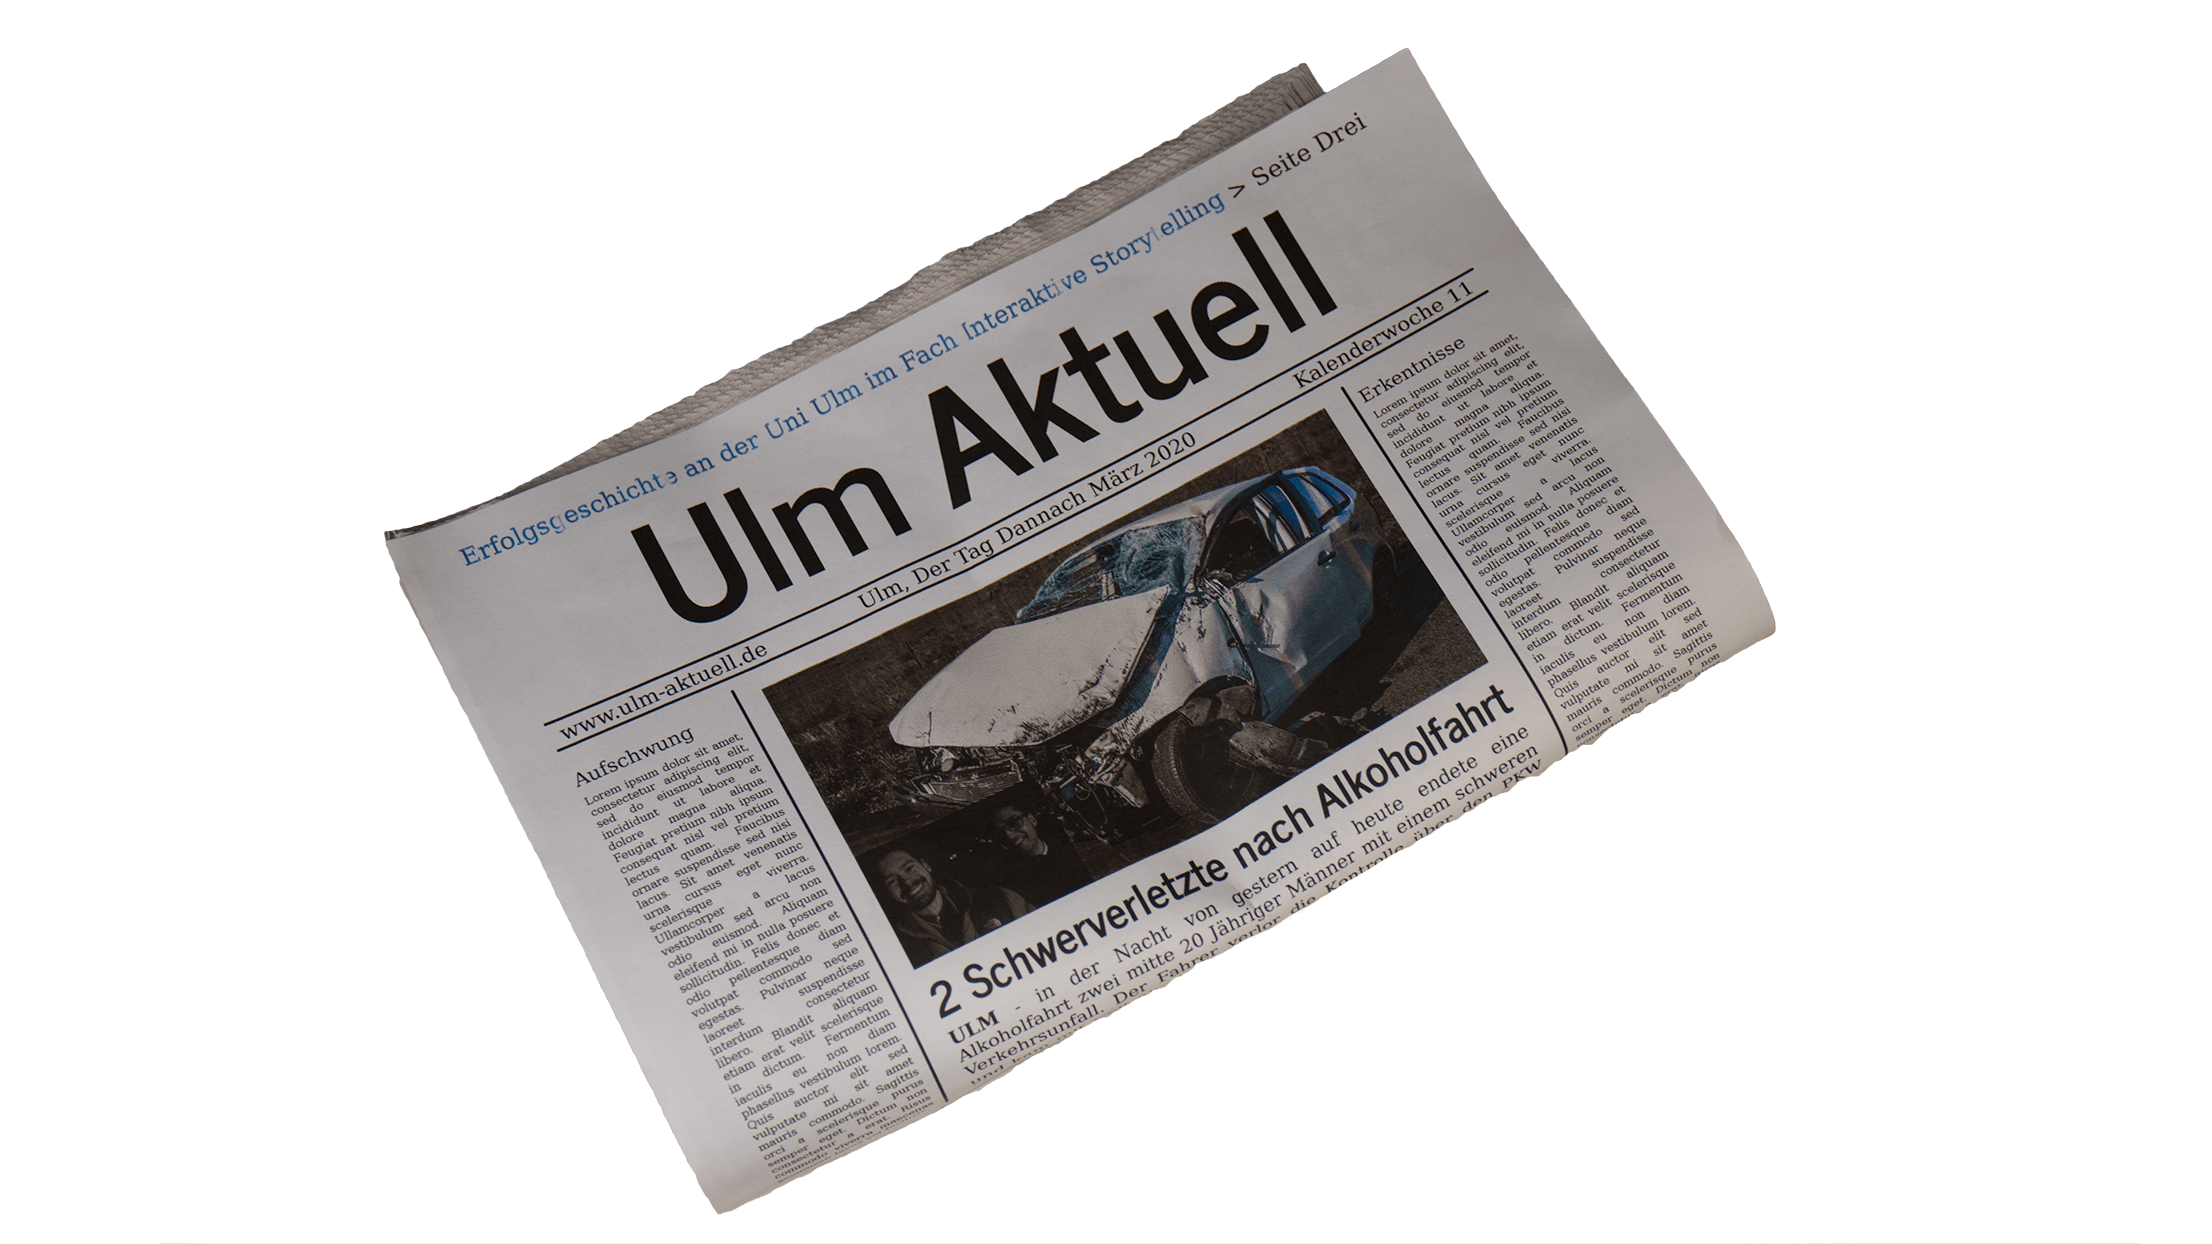 Erfolgsgeschichte an der Uni Ulm im Fach Interaktive Storytelling > Seite Drei
Ulm Aktuell
www.ulm-aktuell.de
Ulm, Der Tag Dannach März 2020
Kalenderwoche 11
Aufschwung
Lorem ipsum dolor sit amet,
consectetur adipiscing elit,
sed do eiusmod tempor
incididunt ut labore et
dolore magna aliqua.
Feugiat pretium nibh ipsum
consequat nisl vel pretium
lectus quam. Faucibus
ornare suspendisse sed nisi
lacus. Sit amet venenatis
urna cursus eget nunc
scelerisque viverra.
Ullamcorper a lacus
vestibulum sed arcu non
odio euismod. Aliquam
eleifend mi in nulla posuere
sollicitudin. Felis donec et
odio pellentesque diam
volutpat commodo sed
egestas. Pulvinar neque
laoreet suspendisse
interdum consectetur
libero. Blandit aliquam
etiam erat velit scelerisque
in dictum. Fermentum
iaculis eu non diam
phasellus vestibulum lorem.
Quis auctor elit sed
vulputate mi sit amet
mauris commodo. Sagittis
orci a scelerisque purus
semper eget. Dictum non
consectetur a erat. Risus
commodo viverra maecenas
2 Schwerverletzte nach Alkoholfahrt
ULM - in der Nacht von gestern auf heute endete eine
Alkoholfahrt zwei mitte 20 Jähriger Männer mit einem schweren
Verkehrsunfall. Der Fahrer verlor die Kontrolle über den PKW
und kam
Erkentnisse
Lorem ipsum dolor sit amet,
consectetur adipiscing elit,
sed do eiusmod tempor
incididunt ut labore et
dolore magna aliqua.
Feugiat pretium nibh ipsum
consequat nisl vel pretium
lectus quam. Faucibus
ornare suspendisse sed nisi
lacus. Sit amet venenatis
urna cursus eget nunc
scelerisque viverra.
Ullamcorper a lacus
vestibulum sed arcu non
odio euismod. Aliquam
eleifend mi in nulla posuere
sollicitudin. Felis donec et
odio pellentesque diam
volutpat commodo sed
egestas. Pulvinar neque
laoreet suspendisse
interdum consectetur
libero. Blandit aliquam
etiam erat velit scelerisque
in dictum. Fermentum
iaculis eu non diam
phasellus vestibulum lorem.
Quis auctor elit sed
vulputate mi sit amet
mauris commodo. Sagittis
orci a scelerisque purus
semper eget. Dictum non